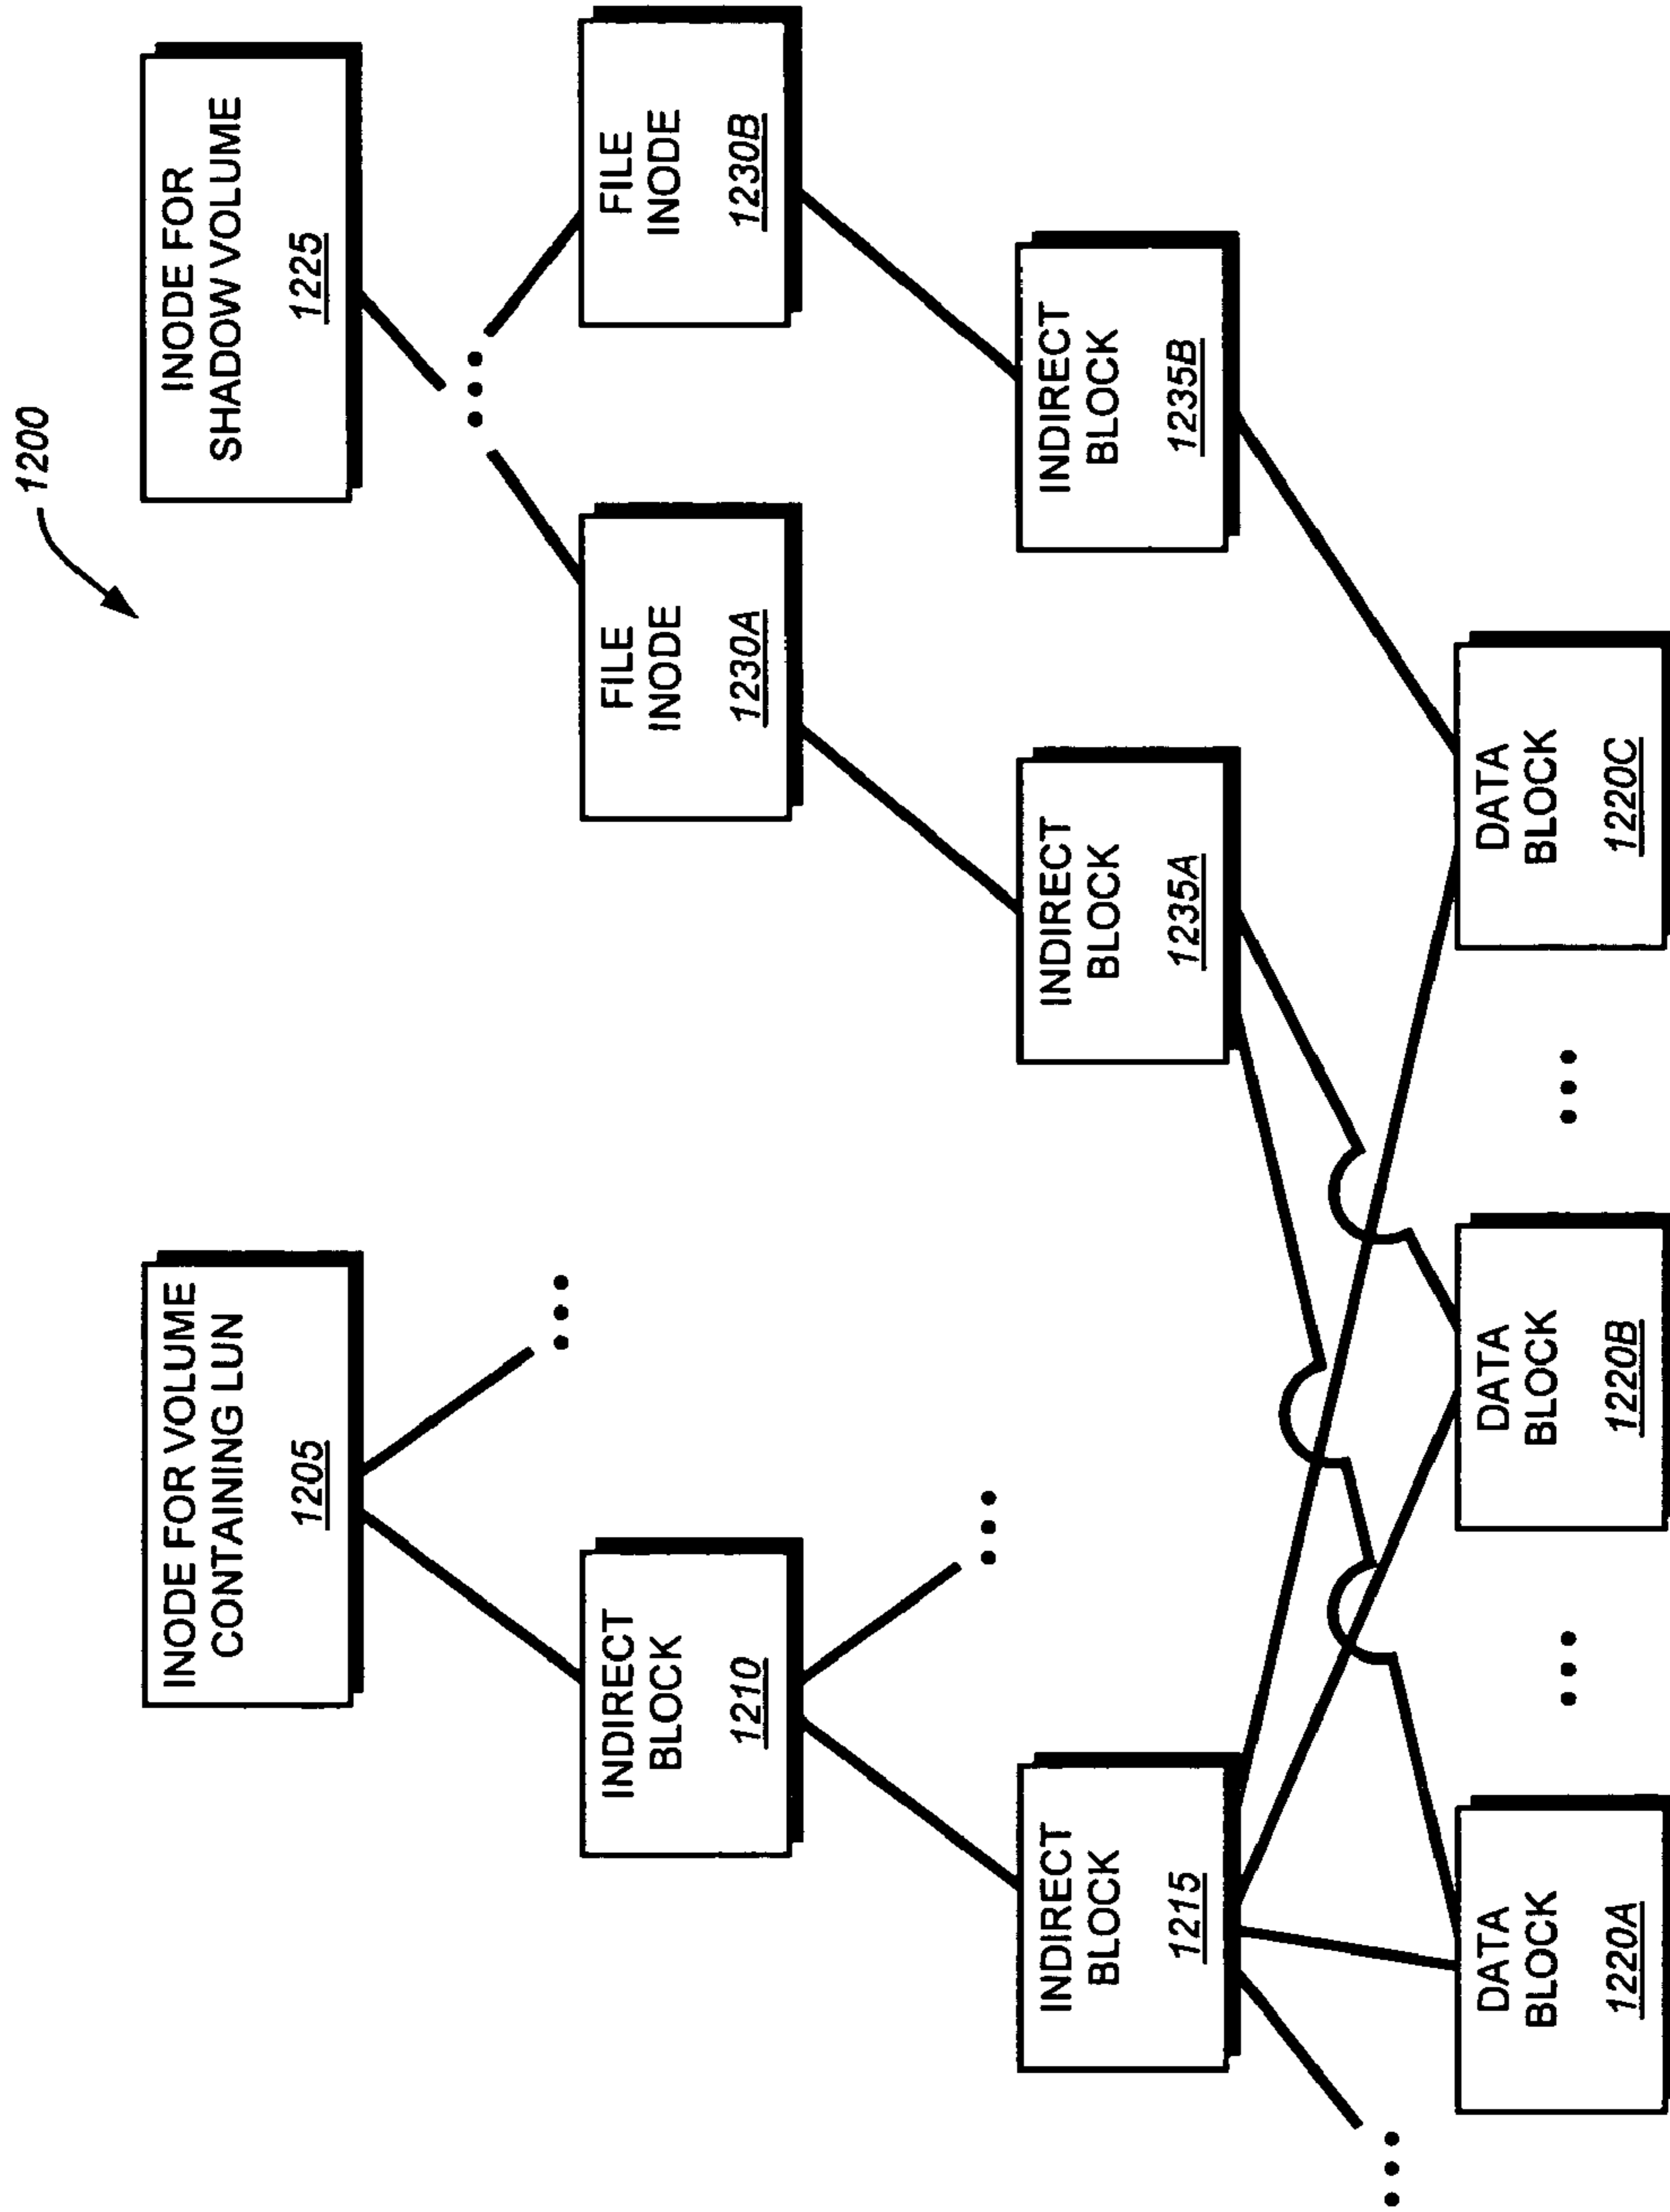 1200
INODE FOR VOLUME
CONTAINING LUN
1205
INODE FOR
SHADOW VOLUME
1225
INDIRECT
BLOCK
1210
FILE
INODE
1230A
FILE
INODE
1230B
INDIRECT
BLOCK
1215
INDIRECT
BLOCK
1235A
INDIRECT
BLOCK
1235B
DATA
BLOCK
1220A
DATA
BLOCK
1220B
DATA
BLOCK
1220C